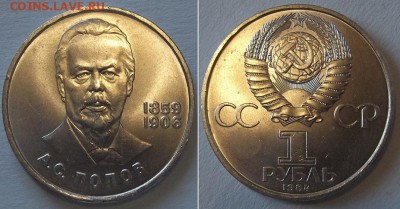 COINS.LAVE.RU
1859
1906
А.С.ПОПОВ
СС СР
1
РУБЛЬ
1984